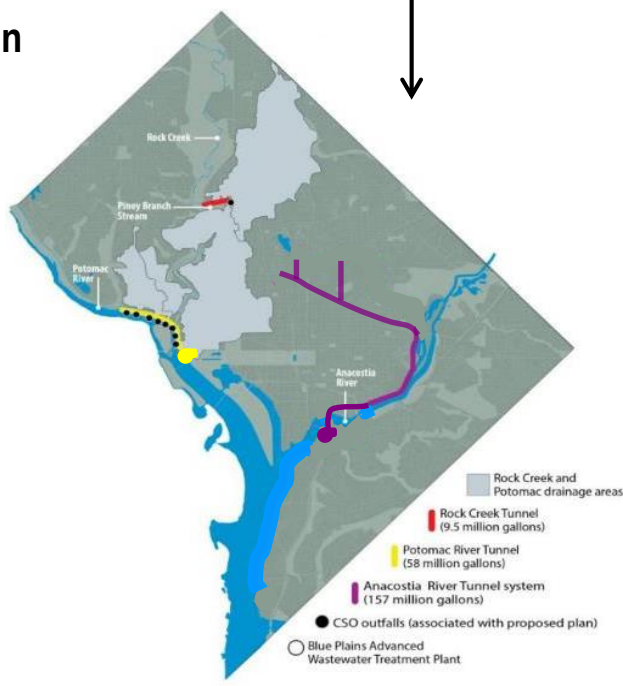 n
Rock Creek
Piney Branch
Stream
Potomac
River
Anacostia
River
Rock Creek and
Potomac drainage areas
Rock Creek Tunnel
(9.5 million gallons)
Potomac River Tunnel
(58 million gallons)
Anacostia River Tunnel system
(157 million gallons)
CSO outfalls (associated with proposed plan)
Blue Plains Advanced
Wastewater Treatment Plant